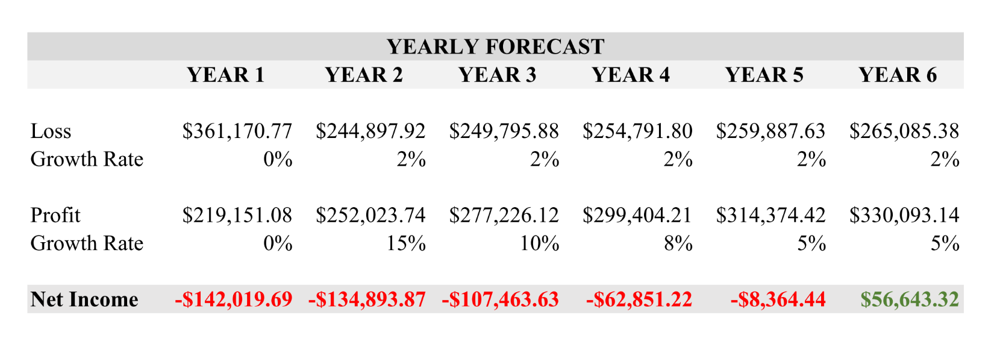 YEARLY FORECAST
YEAR 1 YEAR 2 YEAR 3 YEAR 4 YEAR 5 YEAR 6
Loss $361,170.77 $244,897.92 $249,795.88 $254,791.80 $259,887.63 $265,085.38
Growth Rate 0% 2% 2% 2% 2% 2%
Profit $219,151.08 $252,023.74 $277,226.12 $299,404.21 $314,374.42 $330,093.14
Growth Rate 0% 15% 10% 8% 5% 5%
Net Income -$142,019.69 -$134,893.87 -$107,463.63 -$62,851.22 -$8,364.44 $56,643.32